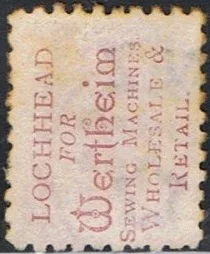 LOCHHEAD
FOR
Wertheim
SEWING MACHINES.
WHOLESALE &
RETAIL.